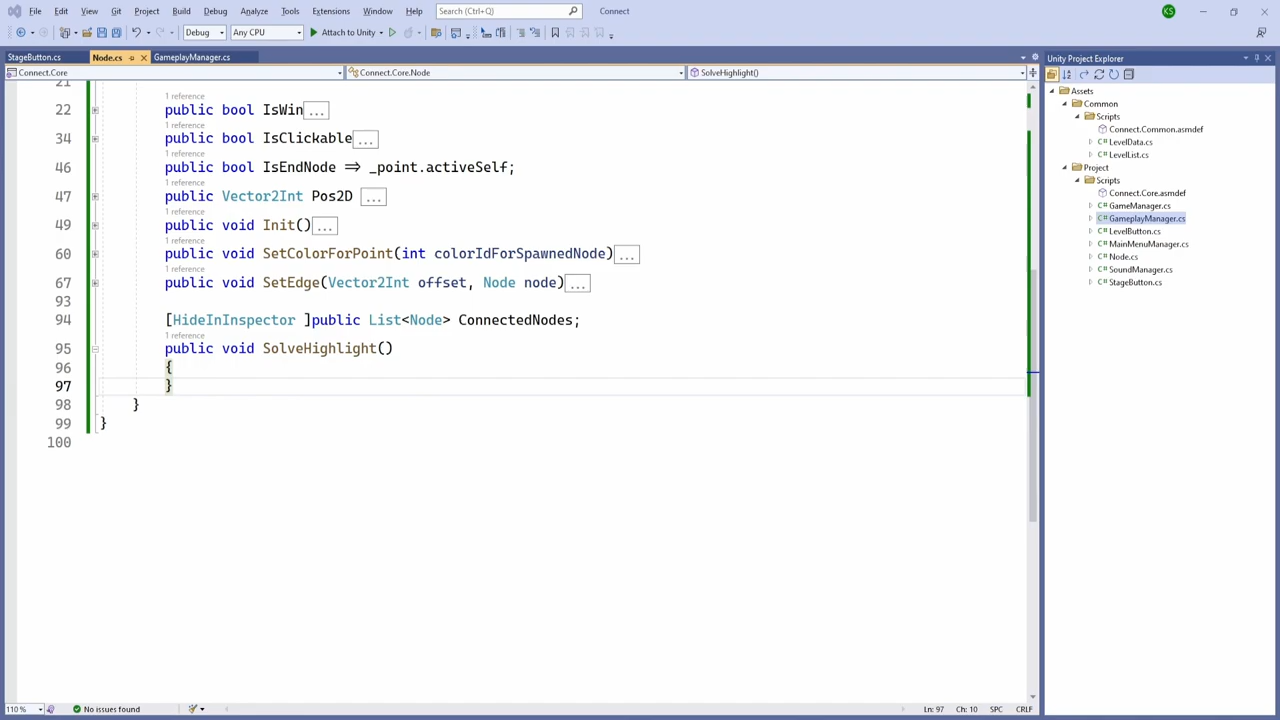 File Edit View Git Project Build Debug Analyze Tools Extensions Window Help Search (Ctrl+Q) Connect KS
Debug Any CPU Attach to Unity
StageButton.cs Node.cs GameplayManager.cs
Connect.Core Connect.Core.Node SolveHighlight()
21
1 reference
22 public bool IsWin...
1 reference
34 public bool IsClickable...
1 reference
46 public bool IsEndNode => _point.activeSelf;
1 reference
47 public Vector2Int Pos2D ...
1 reference
49 public void Init()...
1 reference
60 public void SetColorForPoint(int colorIdForSpawnedNode)...
1 reference
67 public void SetEdge(Vector2Int offset, Node node)...
93
94 [HideInInspector ]public List<Node> ConnectedNodes;
1 reference
95 public void SolveHighlight()
96 {
97 }
98 }
99 }
100
110 % No issues found Ln: 97 Ch: 10 SPC CRLF
Unity Project Explorer
Assets
Common
Scripts
Connect.Common.asmdef
C# LevelData.cs
C# LevelList.cs
Project
Scripts
Connect.Core.asmdef
C# GameManager.cs
C# GameplayManager.cs
C# LevelButton.cs
C# MainMenuManager.cs
C# Node.cs
C# SoundManager.cs
C# StageButton.cs